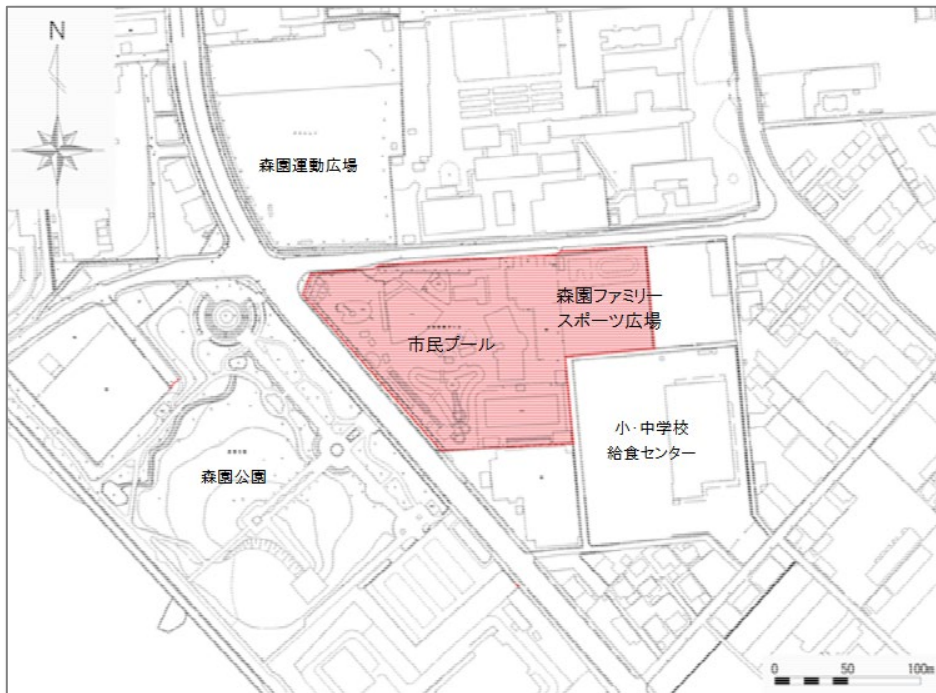 N
森園運動広場
森園ファミリー
スポーツ広場
市民プール
小・中学校
給食センター
森園公園
0 50 100m